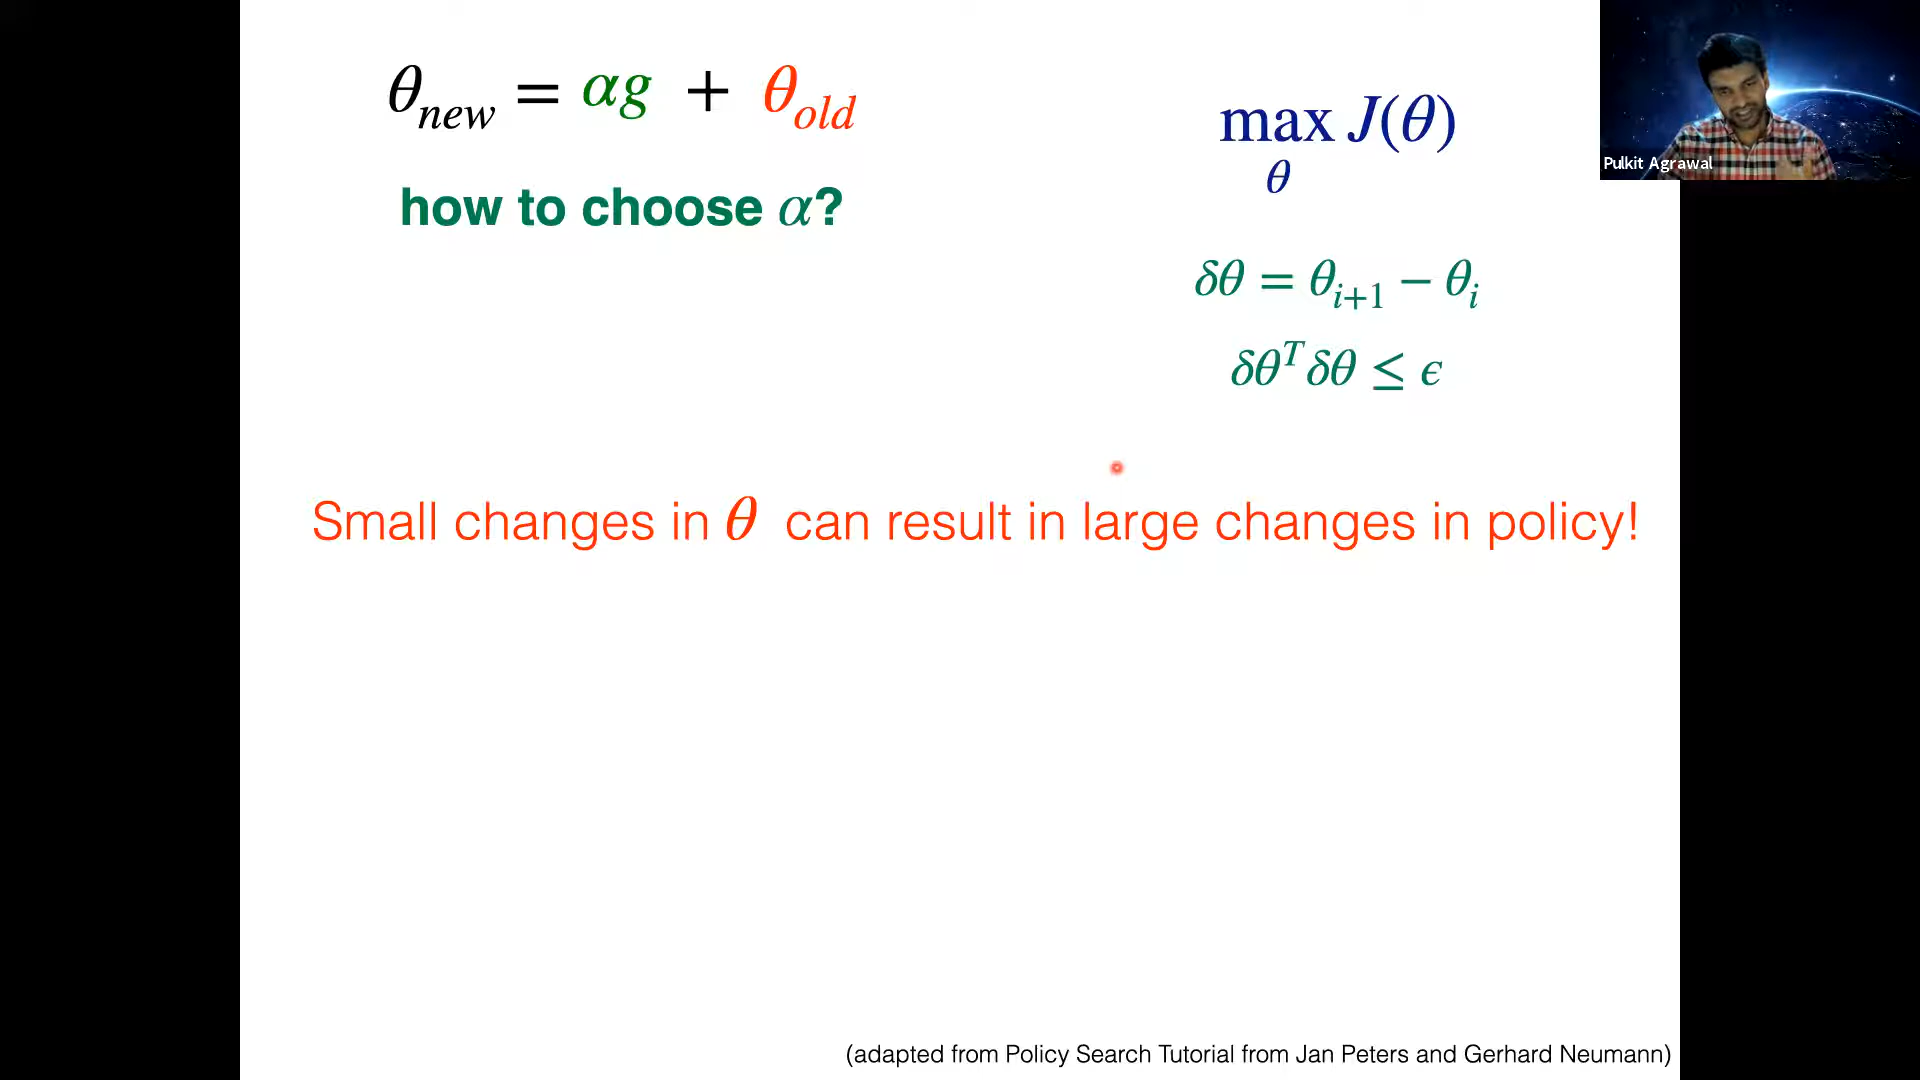 θ_new = αg + θ_old
how to choose α?
max_θ J(θ)
δθ = θ_{i+1} − θ_i
δθ^T δθ ≤ ϵ
Small changes in θ can result in large changes in policy!
(adapted from Policy Search Tutorial from Jan Peters and Gerhard Neumann)
Pulkit Agrawal